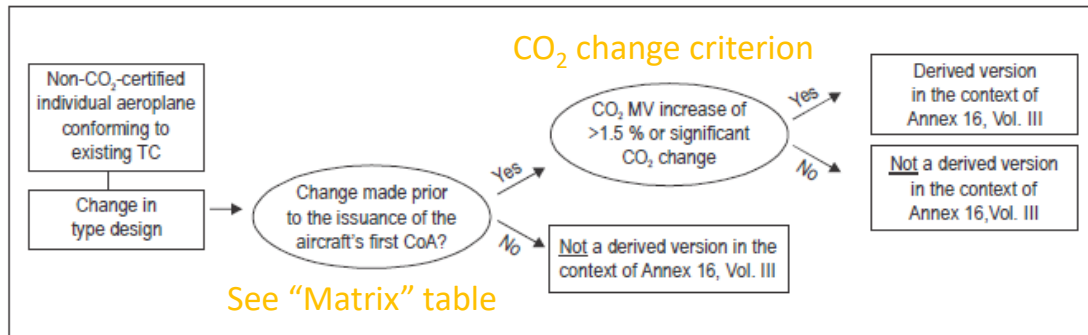 CO₂ change criterion
Non-CO₂-certified
individual aeroplane
conforming to
existing TC
Change in
type design
Change made prior
to the issuance of the
aircraft's first CoA?
Yes
No
CO₂ MV increase of
>1.5 % or significant
CO₂ change
Yes
No
Derived version
in the context of
Annex 16, Vol. III
Not a derived version
in the context of
Annex 16,Vol. III
Not a derived version in the
context of Annex 16, Vol. III
See “Matrix” table